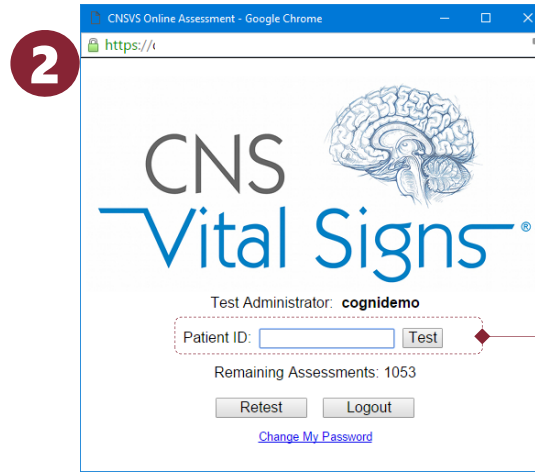 2
CNSVS Online Assessment - Google Chrome
https://c
CNS
Vital Signs®
Test Administrator: cognidemo
Patient ID: Test
Remaining Assessments: 1053
Retest Logout
Change My Password